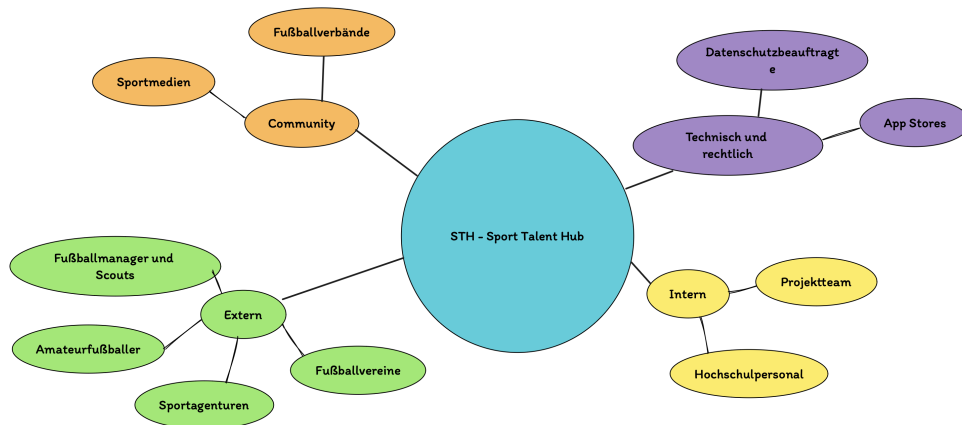 Fußballverbände
Sportmedien
Community
Datenschutzbeauftragt
e
App Stores
Technisch und
rechtlich
STH - Sport Talent Hub
Fußballmanager und
Scouts
Extern
Amateurfußballer
Fußballvereine
Sportagenturen
Intern
Projektteam
Hochschulpersonal